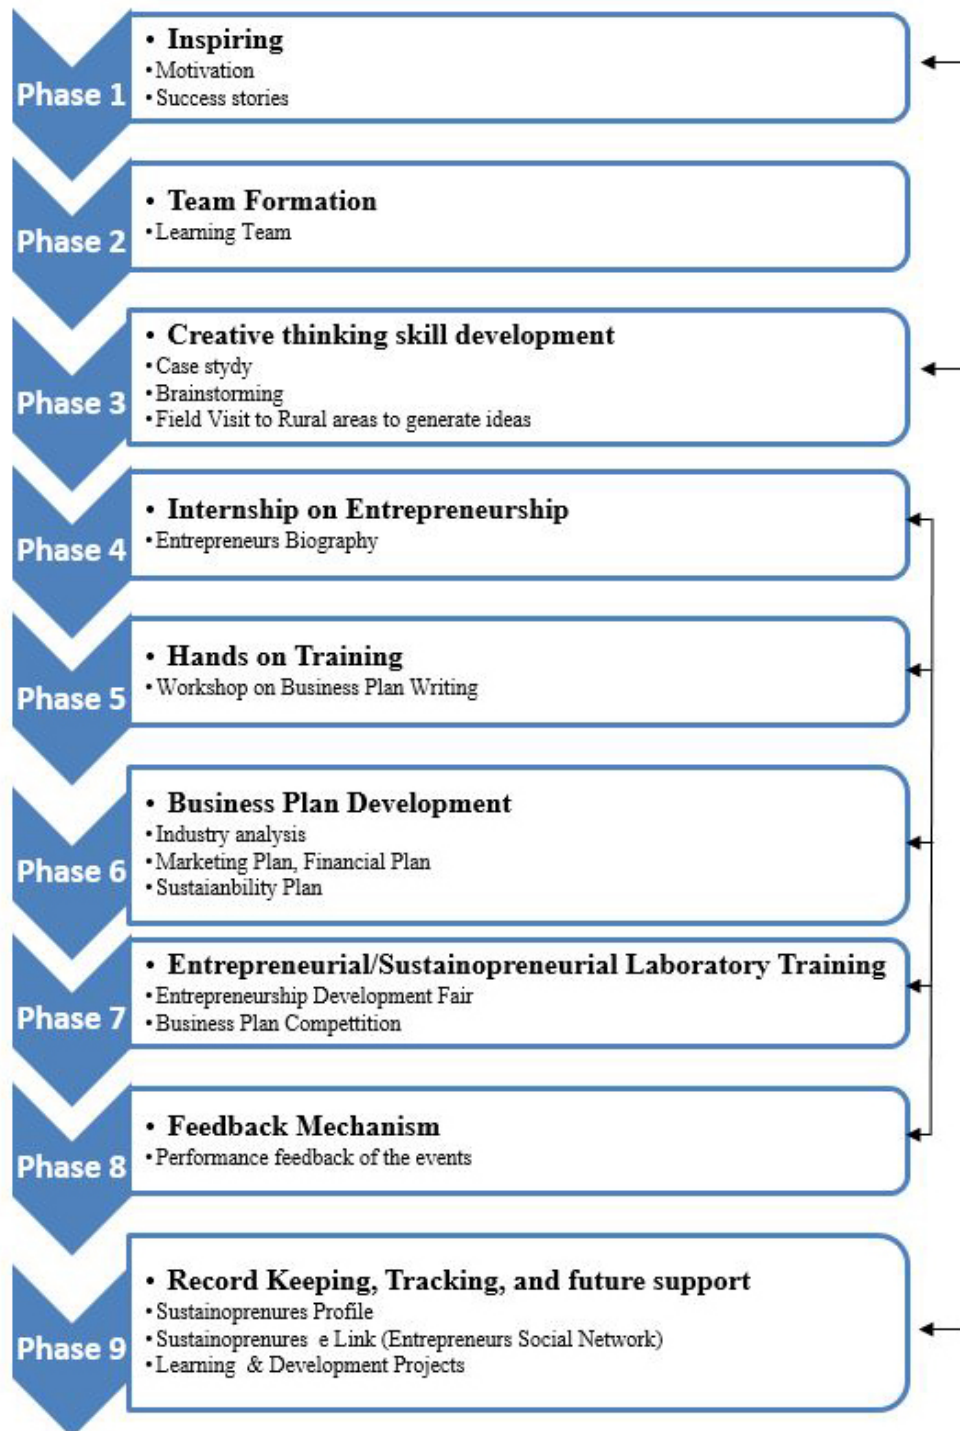 Phase 1
• Inspiring
•Motivation
•Success stories
Phase 2
• Team Formation
•Learning Team
Phase 3
• Creative thinking skill development
•Case stydy
•Brainstorming
•Field Visit to Rural areas to generate ideas
Phase 4
• Internship on Entrepreneurship
•Entrepreneurs Biography
Phase 5
• Hands on Training
•Workshop on Business Plan Writing
Phase 6
• Business Plan Development
•Industry analysis
•Marketing Plan, Financial Plan
•Sustaianbility Plan
Phase 7
• Entrepreneurial/Sustainopreneurial Laboratory Training
•Entrepreneurship Development Fair
•Business Plan Compettition
Phase 8
• Feedback Mechanism
•Performance feedback of the events
Phase 9
• Record Keeping, Tracking, and future support
•Sustainoprenures Profile
•Sustainoprenures e Link (Entrepreneurs Social Network)
•Learning & Development Projects